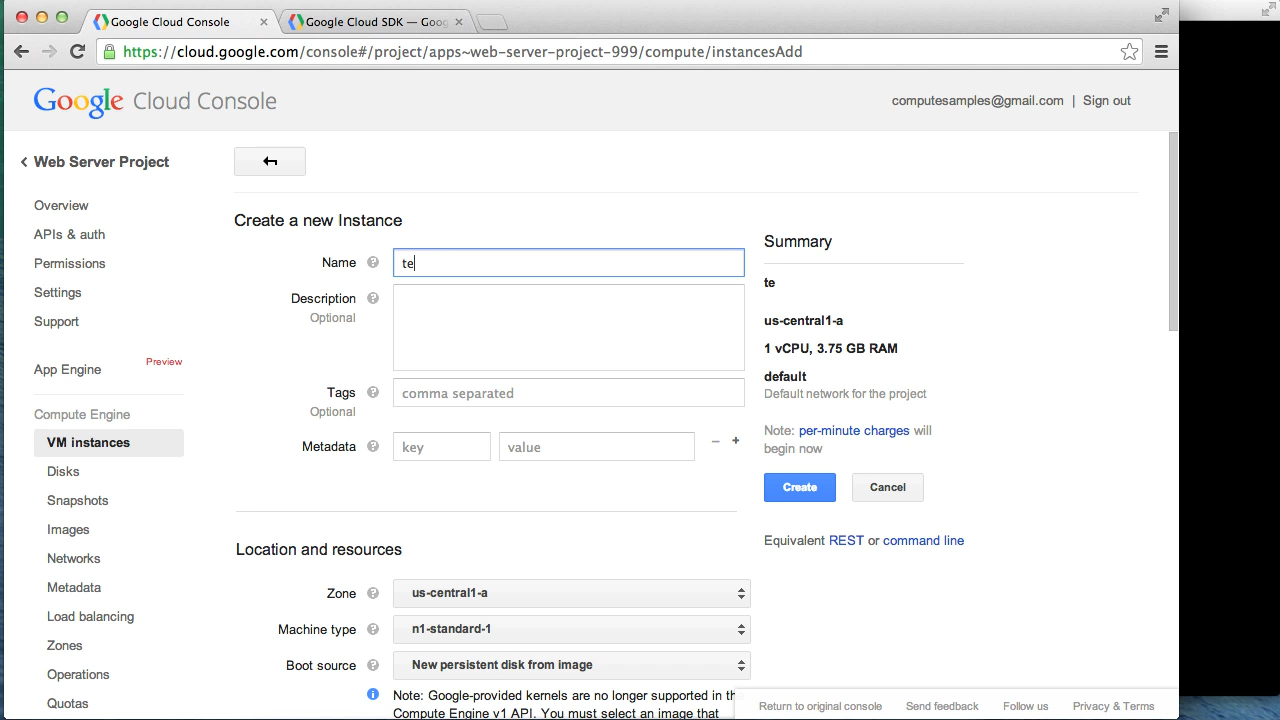 Google Cloud Console
Google Cloud SDK — Goog
https://cloud.google.com/console#/project/apps~web-server-project-999/compute/instancesAdd
Google Cloud Console
computesamples@gmail.com | Sign out
Web Server Project
Overview
APIs & auth
Permissions
Settings
Support
App Engine
Preview
Compute Engine
VM instances
Disks
Snapshots
Images
Networks
Metadata
Load balancing
Zones
Operations
Quotas
Create a new Instance
Name ? te
Description ?
Optional
Tags ? comma separated
Optional
Metadata ? key value − +
Location and resources
Zone ? us-central1-a
Machine type ? n1-standard-1
Boot source ? New persistent disk from image
Note: Google-provided kernels are no longer supported in th
Compute Engine v1 API. You must select an image that
Summary
te
us-central1-a
1 vCPU, 3.75 GB RAM
default
Default network for the project
Note: per-minute charges will
begin now
Create Cancel
Equivalent REST or command line
Return to original console Send feedback Follow us Privacy & Terms